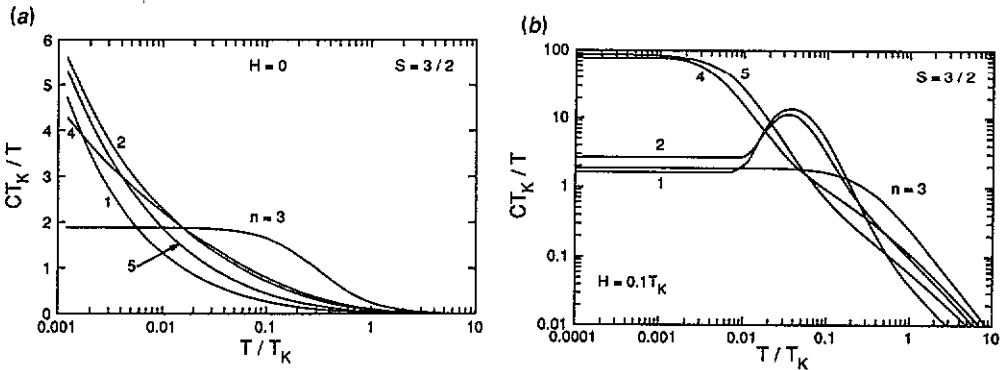 (a)
H = 0
S = 3 / 2
6
5
4
3
2
1
0
CT_K / T
2
4
1
n = 3
5
0.001
0.01
0.1
1
10
T / T_K
(b)
100
10
1
0.1
0.01
CT_K / T
S = 3 / 2
4
5
2
1
n = 3
H = 0.1T_K
0.0001
0.001
0.01
0.1
1
10
T / T_K